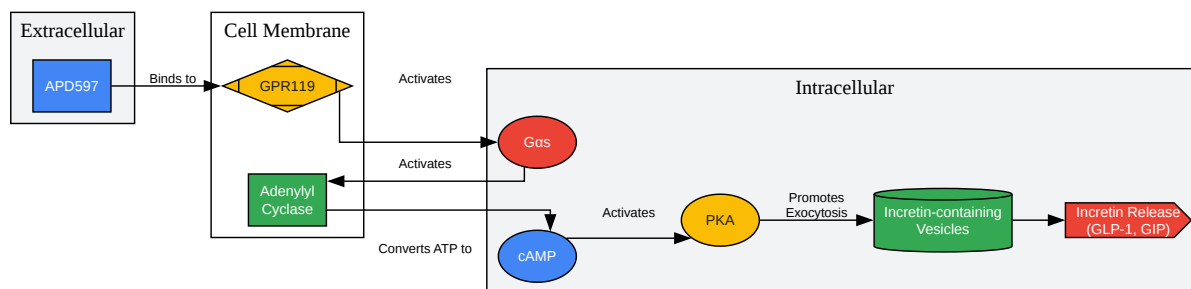 Extracellular
APD597
Binds to
Cell Membrane
GPR119
Activates
Intracellular
Gαs
Activates
Adenylyl
Cyclase
Converts ATP to
cAMP
Activates
PKA
Promotes
Exocytosis
Incretin-containing
Vesicles
Incretin Release
(GLP-1, GIP)